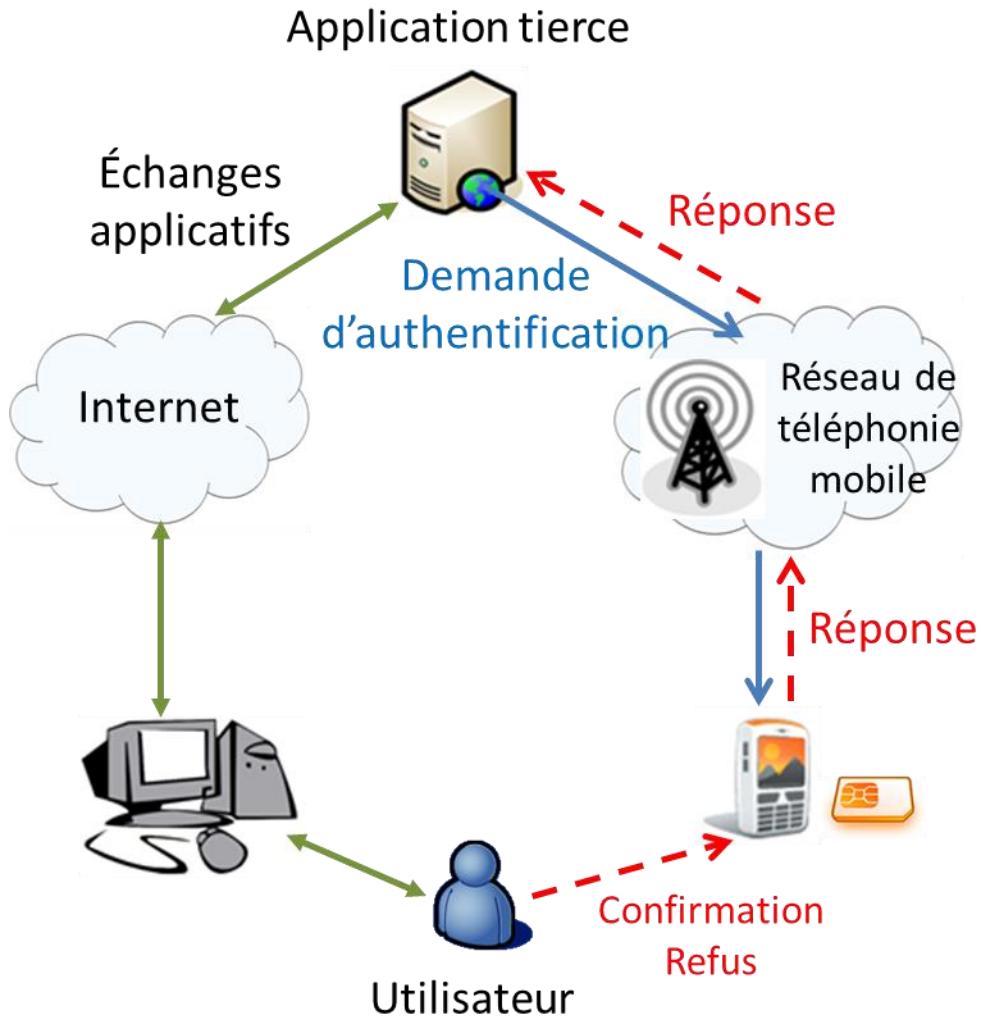 Application tierce
Échanges
applicatifs
Réponse
Demande
d’authentification
Internet
Réseau de
téléphonie
mobile
Réponse
Confirmation
Refus
Utilisateur